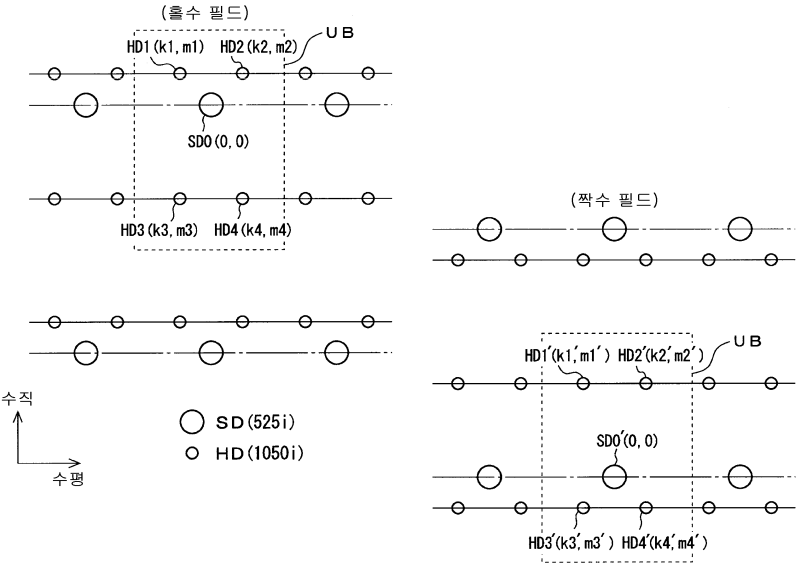 (홀수 필드)
UB
HD1(k1,m1) HD2(k2,m2)
SD0(0,0)
HD3(k3,m3) HD4(k4,m4)
(짝수 필드)
UB
HD1′(k1′,m1′) HD2′(k2′,m2′)
SD0′(0,0)
HD3′(k3′,m3′) HD4′(k4′,m4′)
수직
수평
SD(525i)
HD(1050i)